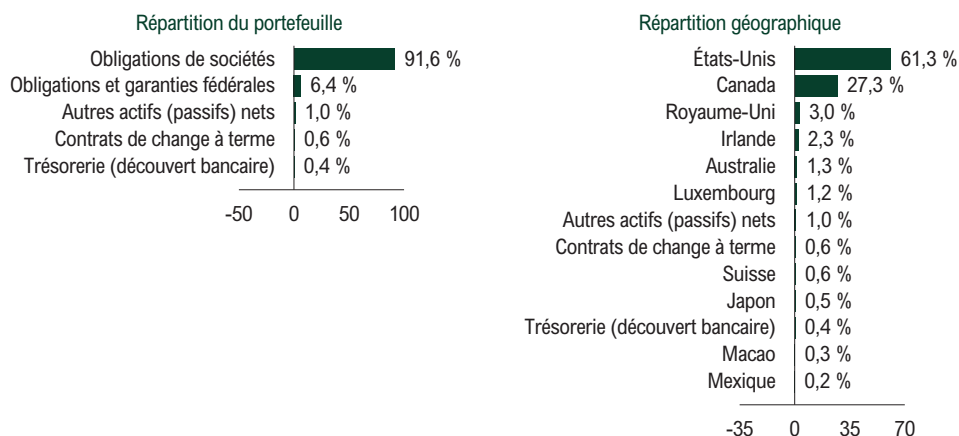 Répartition du portefeuille
Obligations de sociétés 91,6 %
Obligations et garanties fédérales 6,4 %
Autres actifs (passifs) nets 1,0 %
Contrats de change à terme 0,6 %
Trésorerie (découvert bancaire) 0,4 %
-50 0 50 100
Répartition géographique
États-Unis 61,3 %
Canada 27,3 %
Royaume-Uni 3,0 %
Irlande 2,3 %
Australie 1,3 %
Luxembourg 1,2 %
Autres actifs (passifs) nets 1,0 %
Contrats de change à terme 0,6 %
Suisse 0,6 %
Japon 0,5 %
Trésorerie (découvert bancaire) 0,4 %
Macao 0,3 %
Mexique 0,2 %
-35 0 35 70